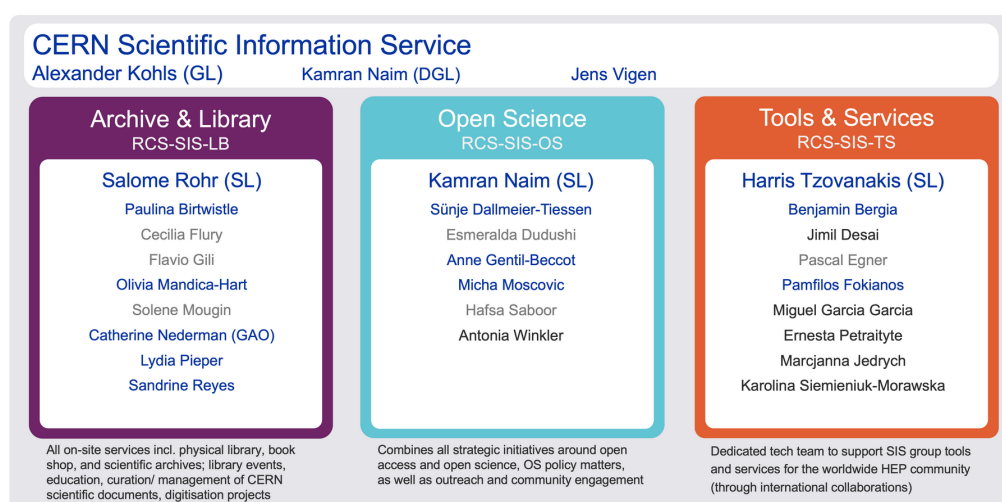 CERN Scientific Information Service
Alexander Kohls (GL) Kamran Naim (DGL) Jens Vigen
Archive & Library
RCS-SIS-LB
Salome Rohr (SL)
Paulina Birtwistle
Cecilia Flury
Flavio Gili
Olivia Mandica-Hart
Solene Mougin
Catherine Nederman (GAO)
Lydia Pieper
Sandrine Reyes
All on-site services incl. physical library, book
shop, and scientific archives; library events,
education, curation/ management of CERN
scientific documents, digitisation projects
Open Science
RCS-SIS-OS
Kamran Naim (SL)
Sünje Dallmeier-Tiessen
Esmeralda Dudushi
Anne Gentil-Beccot
Micha Moscovic
Hafsa Saboor
Antonia Winkler
Combines all strategic initiatives around open
access and open science, OS policy matters,
as well as outreach and community engagement
Tools & Services
RCS-SIS-TS
Harris Tzovanakis (SL)
Benjamin Bergia
Jimil Desai
Pascal Egner
Pamfilos Fokianos
Miguel Garcia Garcia
Ernesta Petraityte
Marcjanna Jedrych
Karolina Siemieniuk-Morawska
Dedicated tech team to support SIS group tools
and services for the worldwide HEP community
(through international collaborations)